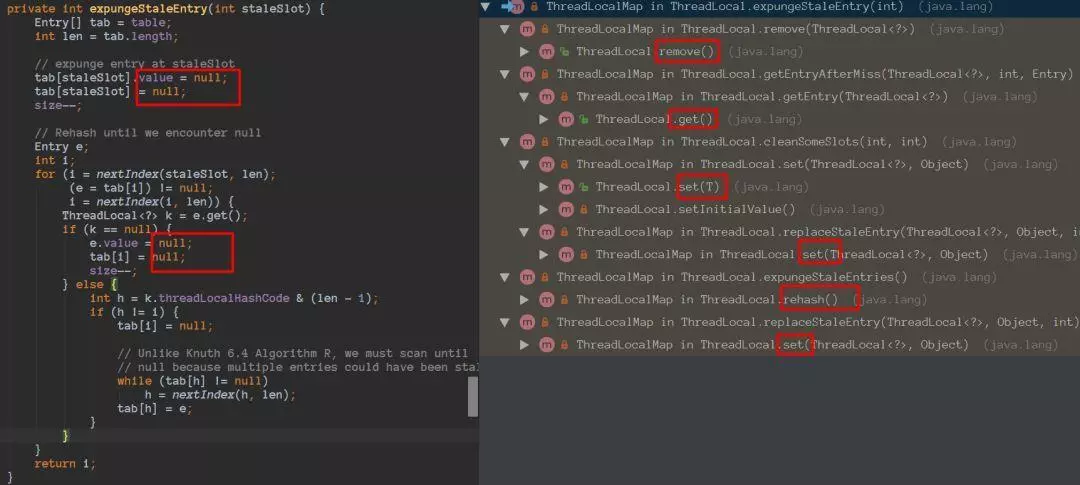 private int expungeStaleEntry(int staleSlot) {
Entry[] tab = table;
int len = tab.length;
// expunge entry at staleSlot
tab[staleSlot].value = null;
tab[staleSlot] = null;
size--;
// Rehash until we encounter null
Entry e;
int i;
for (i = nextIndex(staleSlot, len);
(e = tab[i]) != null;
i = nextIndex(i, len)) {
ThreadLocal<?> k = e.get();
if (k == null) {
e.value = null;
tab[i] = null;
size--;
} else {
int h = k.threadLocalHashCode & (len - 1);
if (h != i) {
tab[i] = null;
// Unlike Knuth 6.4 Algorithm R, we must scan until
// null because multiple entries could have been stal
while (tab[h] != null)
h = nextIndex(h, len);
tab[h] = e;
}
}
}
return i;
}
ThreadLocalMap in ThreadLocal.expungeStaleEntry(int) (java.lang)
ThreadLocalMap in ThreadLocal.remove(ThreadLocal<?>) (java.lang)
ThreadLocal.remove() (java.lang)
ThreadLocalMap in ThreadLocal.getEntryAfterMiss(ThreadLocal<?>, int, Entry)
ThreadLocalMap in ThreadLocal.getEntry(ThreadLocal<?>) (java.lang)
ThreadLocal.get() (java.lang)
ThreadLocalMap in ThreadLocal.cleanSomeSlots(int, int) (java.lang)
ThreadLocalMap in ThreadLocal.set(ThreadLocal<?>, Object) (java.lang)
ThreadLocal.set(T) (java.lang)
ThreadLocal.setInitialValue() (java.lang)
ThreadLocalMap in ThreadLocal.replaceStaleEntry(ThreadLocal<?>, Object, in
ThreadLocalMap in ThreadLocal.set(ThreadLocal<?>, Object) (java.lang)
ThreadLocalMap in ThreadLocal.expungeStaleEntries() (java.lang)
ThreadLocalMap in ThreadLocal.rehash() (java.lang)
ThreadLocalMap in ThreadLocal.replaceStaleEntry(ThreadLocal<?>, Object, int)
ThreadLocalMap in ThreadLocal.set(ThreadLocal<?>, Object) (java.lang)